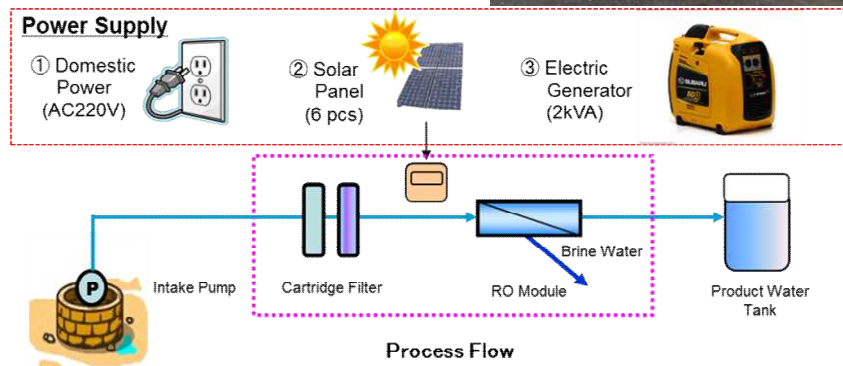 Power Supply
① Domestic
Power
(AC220V)
② Solar
Panel
(6 pcs)
③ Electric
Generator
(2kVA)
SUBARU
P
Intake Pump
Cartridge Filter
Brine Water
RO Module
Product Water
Tank
Process Flow